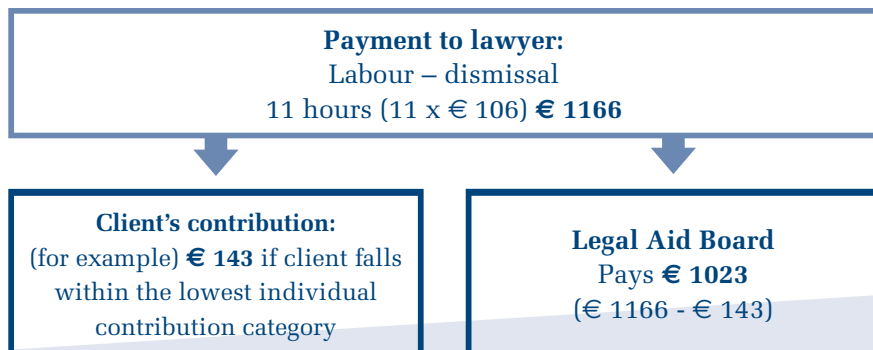 Payment to lawyer:
Labour – dismissal
11 hours (11 x € 106) € 1166
Client's contribution:
(for example) € 143 if client falls
within the lowest individual
contribution category
Legal Aid Board
Pays € 1023
(€ 1166 - € 143)